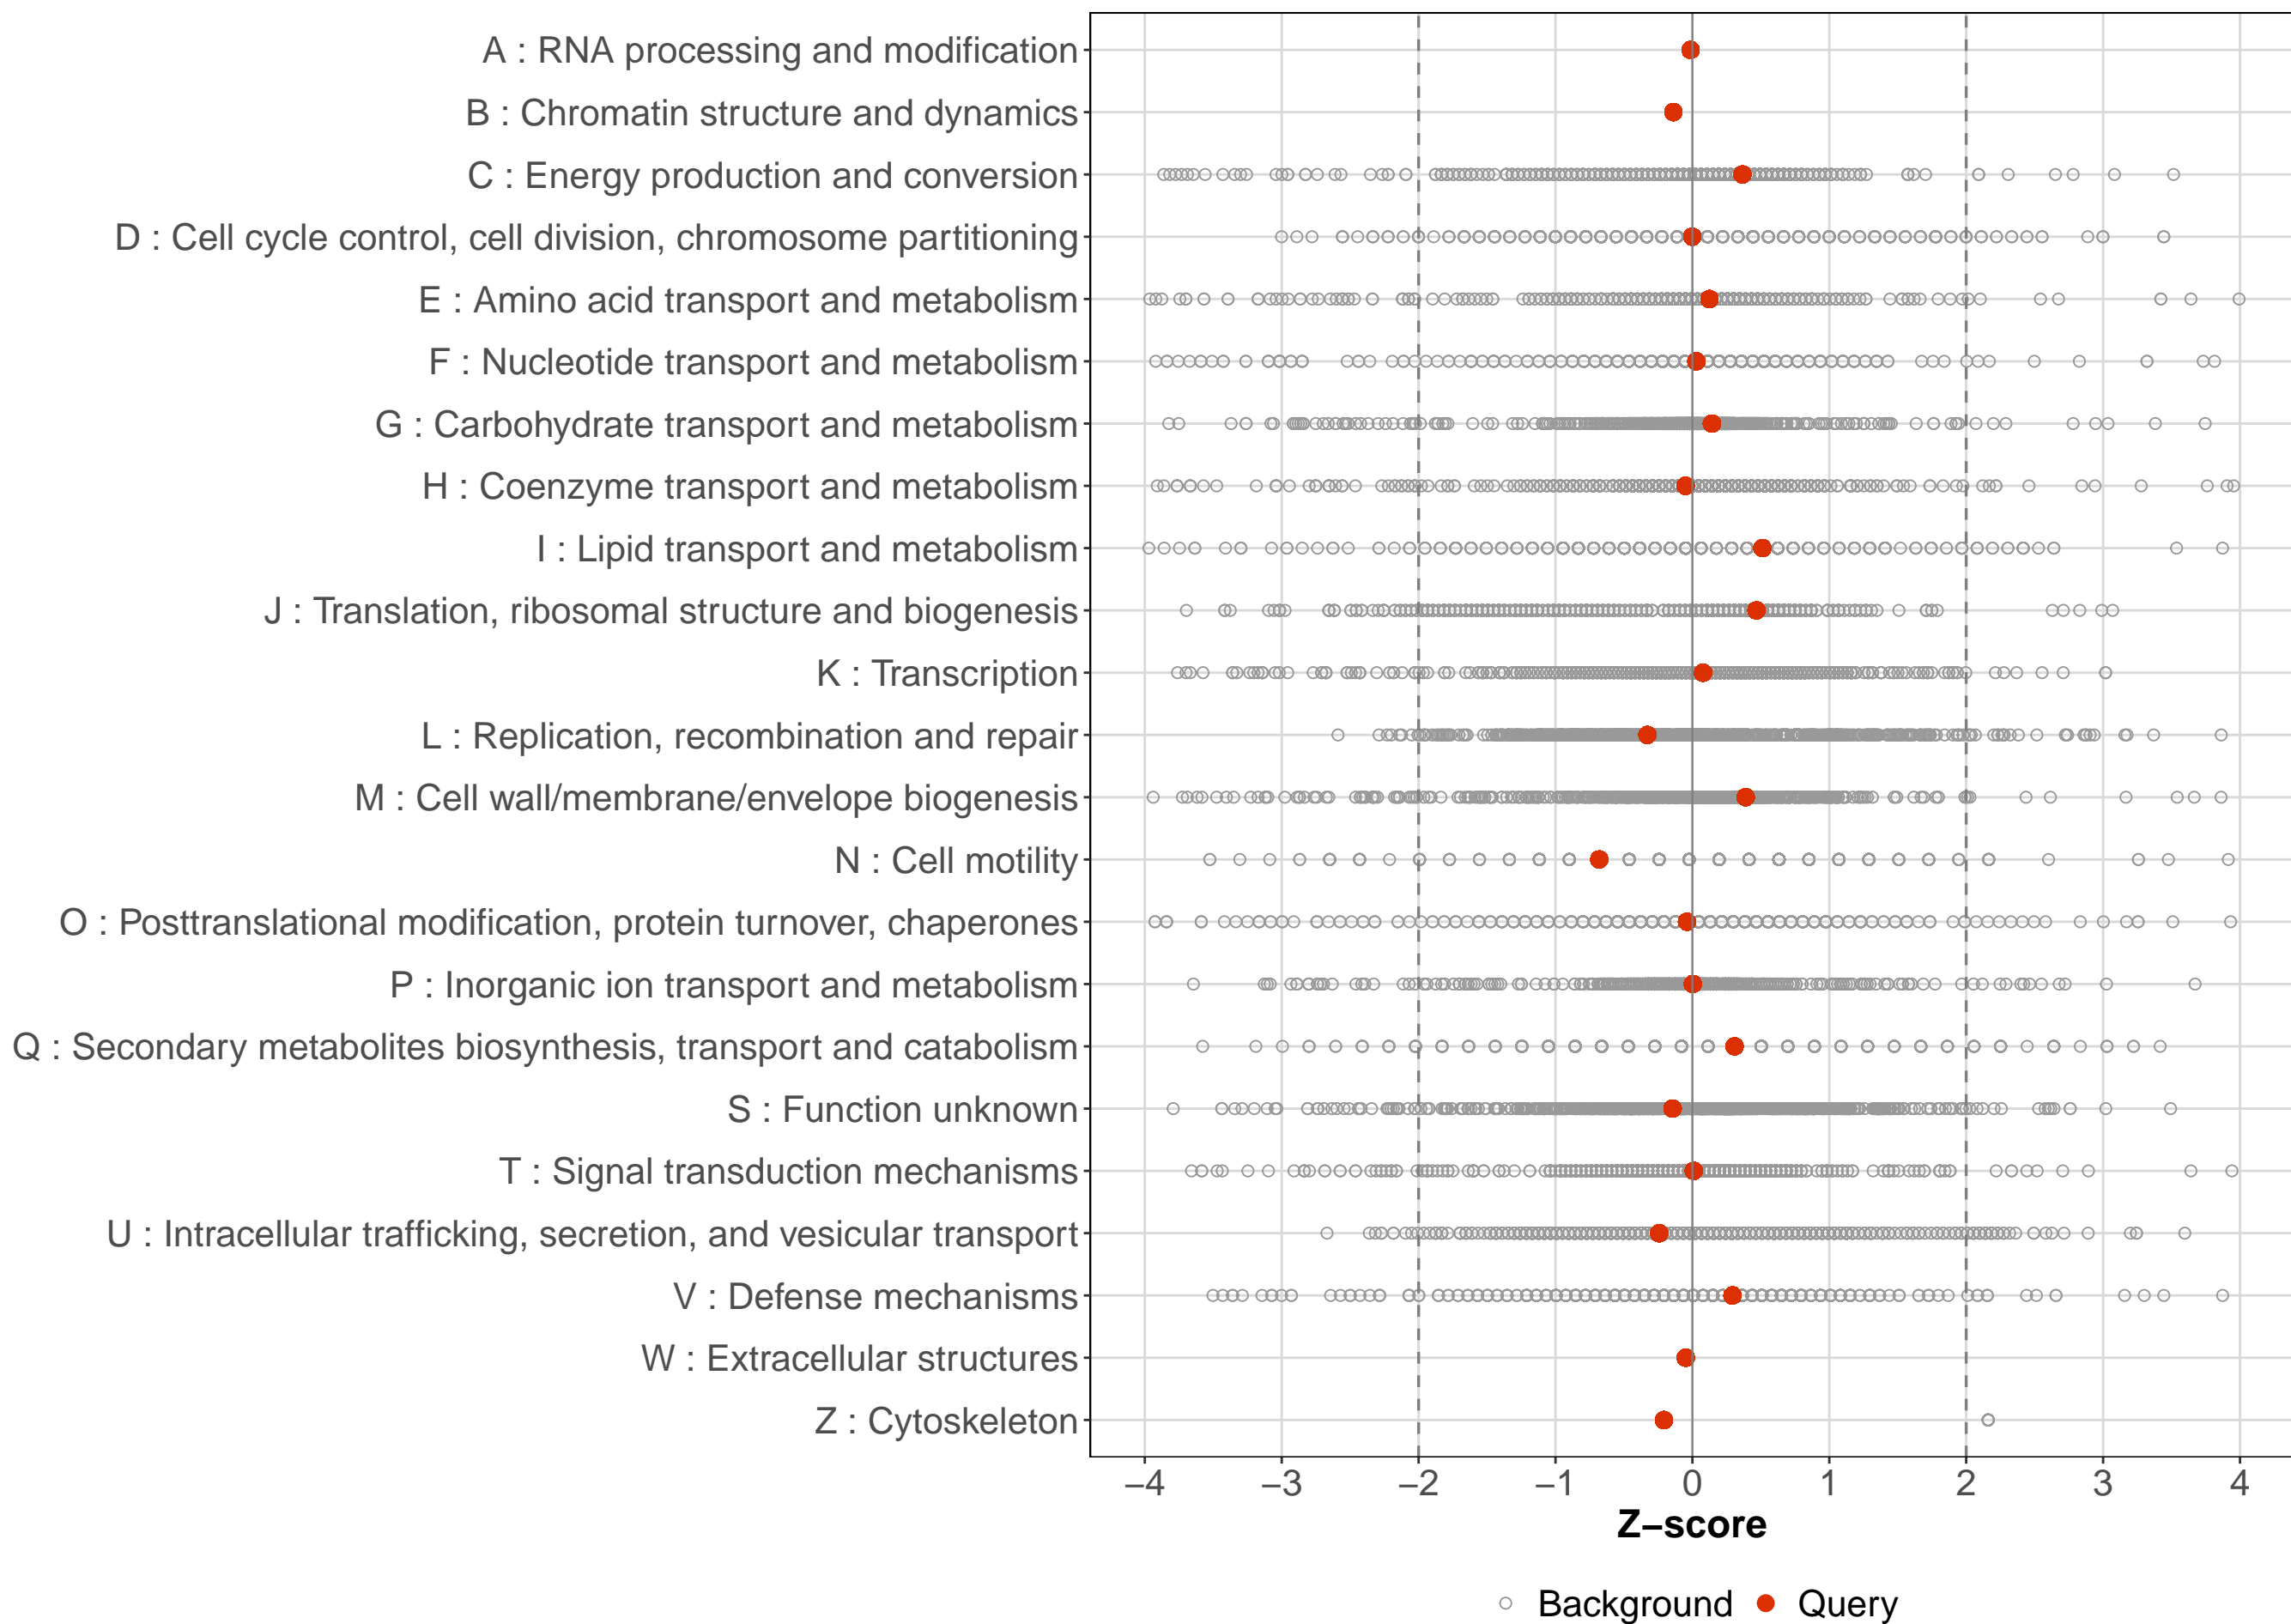 A : RNA processing and modification
B : Chromatin structure and dynamics
C : Energy production and conversion
D : Cell cycle control, cell division, chromosome partitioning
E : Amino acid transport and metabolism
F : Nucleotide transport and metabolism
G : Carbohydrate transport and metabolism
H : Coenzyme transport and metabolism
I : Lipid transport and metabolism
J : Translation, ribosomal structure and biogenesis
K : Transcription
L : Replication, recombination and repair
M : Cell wall/membrane/envelope biogenesis
N : Cell motility
O : Posttranslational modification, protein turnover, chaperones
P : Inorganic ion transport and metabolism
Q : Secondary metabolites biosynthesis, transport and catabolism
S : Function unknown
T : Signal transduction mechanisms
U : Intracellular trafficking, secretion, and vesicular transport
V : Defense mechanisms
W : Extracellular structures
Z : Cytoskeleton
−4 −3 −2 −1 0 1 2 3 4
Z−score
Background Query